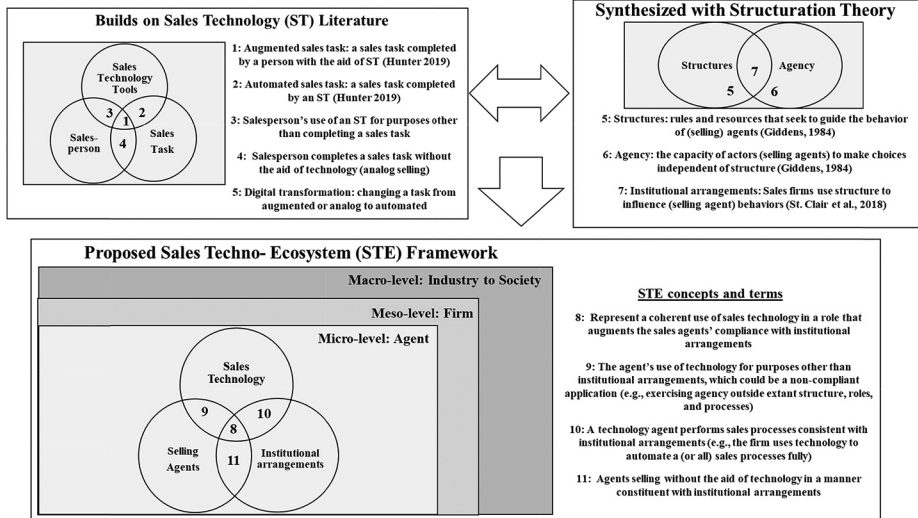 Builds on Sales Technology (ST) Literature
Sales
Technology
Tools
3
2
1
Sales-
person
4
Sales
Task
1: Augmented sales task: a sales task completed
by a person with the aid of ST (Hunter 2019)
2: Automated sales task: a sales task completed
by an ST (Hunter 2019)
3: Salesperson's use of an ST for purposes other
than completing a sales task
4: Salesperson completes a sales task without
the aid of technology (analog selling)
5: Digital transformation: changing a task from
augmented or analog to automated
Synthesized with Structuration Theory
Structures
7
Agency
5
6
5: Structures: rules and resources that seek to guide the behavior
of (selling) agents (Giddens, 1984)
6: Agency: the capacity of actors (selling agents) to make choices
independent of structure (Giddens, 1984)
7: Institutional arrangements: Sales firms use structure to
influence (selling agent) behaviors (St. Clair et al., 2018)
Proposed Sales Techno- Ecosystem (STE) Framework
Macro-level: Industry to Society
Meso-level: Firm
Micro-level: Agent
Sales
Technology
9
10
8
Selling
Agents
11
Institutional
arrangements
STE concepts and terms
8: Represent a coherent use of sales technology in a role that
augments the sales agents' compliance with institutional
arrangements
9: The agent's use of technology for purposes other than
institutional arrangements, which could be a non-compliant
application (e.g., exercising agency outside extant structure, roles,
and processes)
10: A technology agent performs sales processes consistent with
institutional arrangements (e.g., the firm uses technology to
automate a (or all) sales processes fully)
11: Agents selling without the aid of technology in a manner
constituent with institutional arrangements